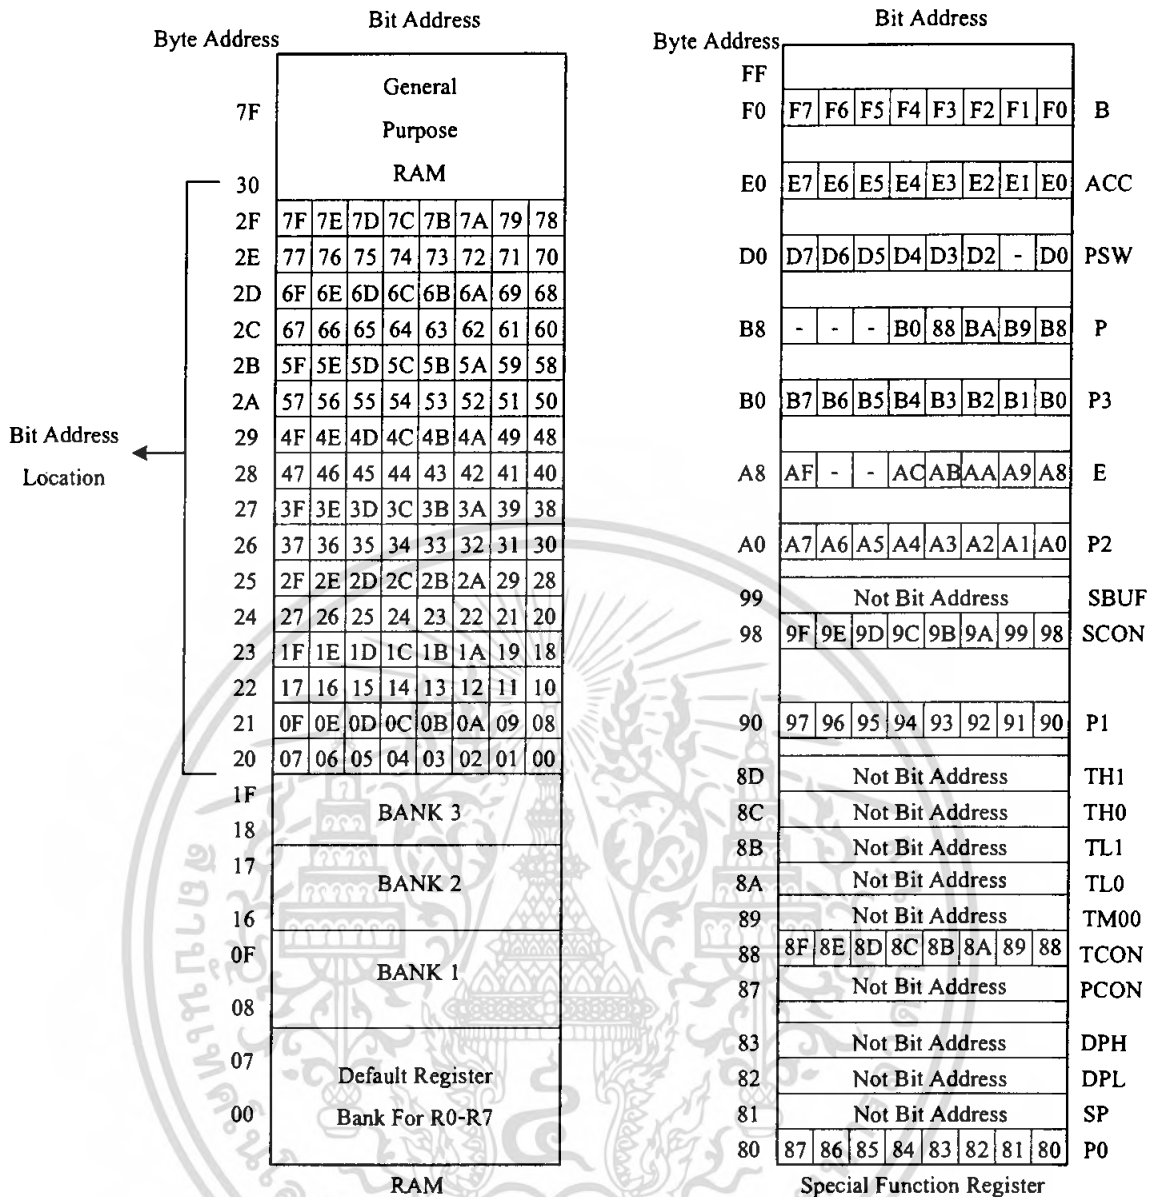 Bit Address
Byte Address
General
7F
Purpose
RAM
30
2F 7F 7E 7D 7C 7B 7A 79 78
2E 77 76 75 74 73 72 71 70
2D 6F 6E 6D 6C 6B 6A 69 68
2C 67 66 65 64 63 62 61 60
2B 5F 5E 5D 5C 5B 5A 59 58
2A 57 56 55 54 53 52 51 50
29 4F 4E 4D 4C 4B 4A 49 48
28 47 46 45 44 43 42 41 40
27 3F 3E 3D 3C 3B 3A 39 38
26 37 36 35 34 33 32 31 30
25 2F 2E 2D 2C 2B 2A 29 28
24 27 26 25 24 23 22 21 20
23 1F 1E 1D 1C 1B 1A 19 18
22 17 16 15 14 13 12 11 10
21 0F 0E 0D 0C 0B 0A 09 08
20 07 06 05 04 03 02 01 00
Bit Address
Location
1F
BANK 3
18
17
BANK 2
16
0F
BANK 1
08
07
Default Register
00 Bank For R0-R7
RAM
Bit Address
Byte Address
FF
F0 F7 F6 F5 F4 F3 F2 F1 F0 B
E0 E7 E6 E5 E4 E3 E2 E1 E0 ACC
D0 D7 D6 D5 D4 D3 D2 - D0 PSW
B8 - - - B0 88 BA B9 B8 P
B0 B7 B6 B5 B4 B3 B2 B1 B0 P3
A8 AF - - AC AB AA A9 A8 E
A0 A7 A6 A5 A4 A3 A2 A1 A0 P2
99 Not Bit Address SBUF
98 9F 9E 9D 9C 9B 9A 99 98 SCON
90 97 96 95 94 93 92 91 90 P1
8D Not Bit Address TH1
8C Not Bit Address TH0
8B Not Bit Address TL1
8A Not Bit Address TL0
89 Not Bit Address TM00
88 8F 8E 8D 8C 8B 8A 89 88 TCON
87 Not Bit Address PCON
83 Not Bit Address DPH
82 Not Bit Address DPL
81 Not Bit Address SP
80 87 86 85 84 83 82 81 80 P0
Special Function Register